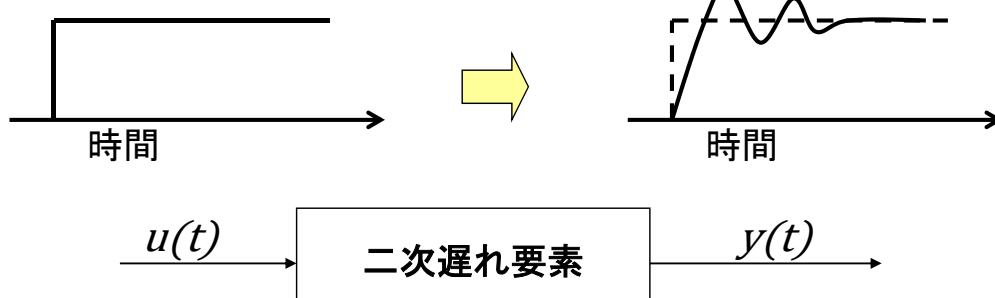 時間
時間
u(t)
二次遅れ要素
y(t)